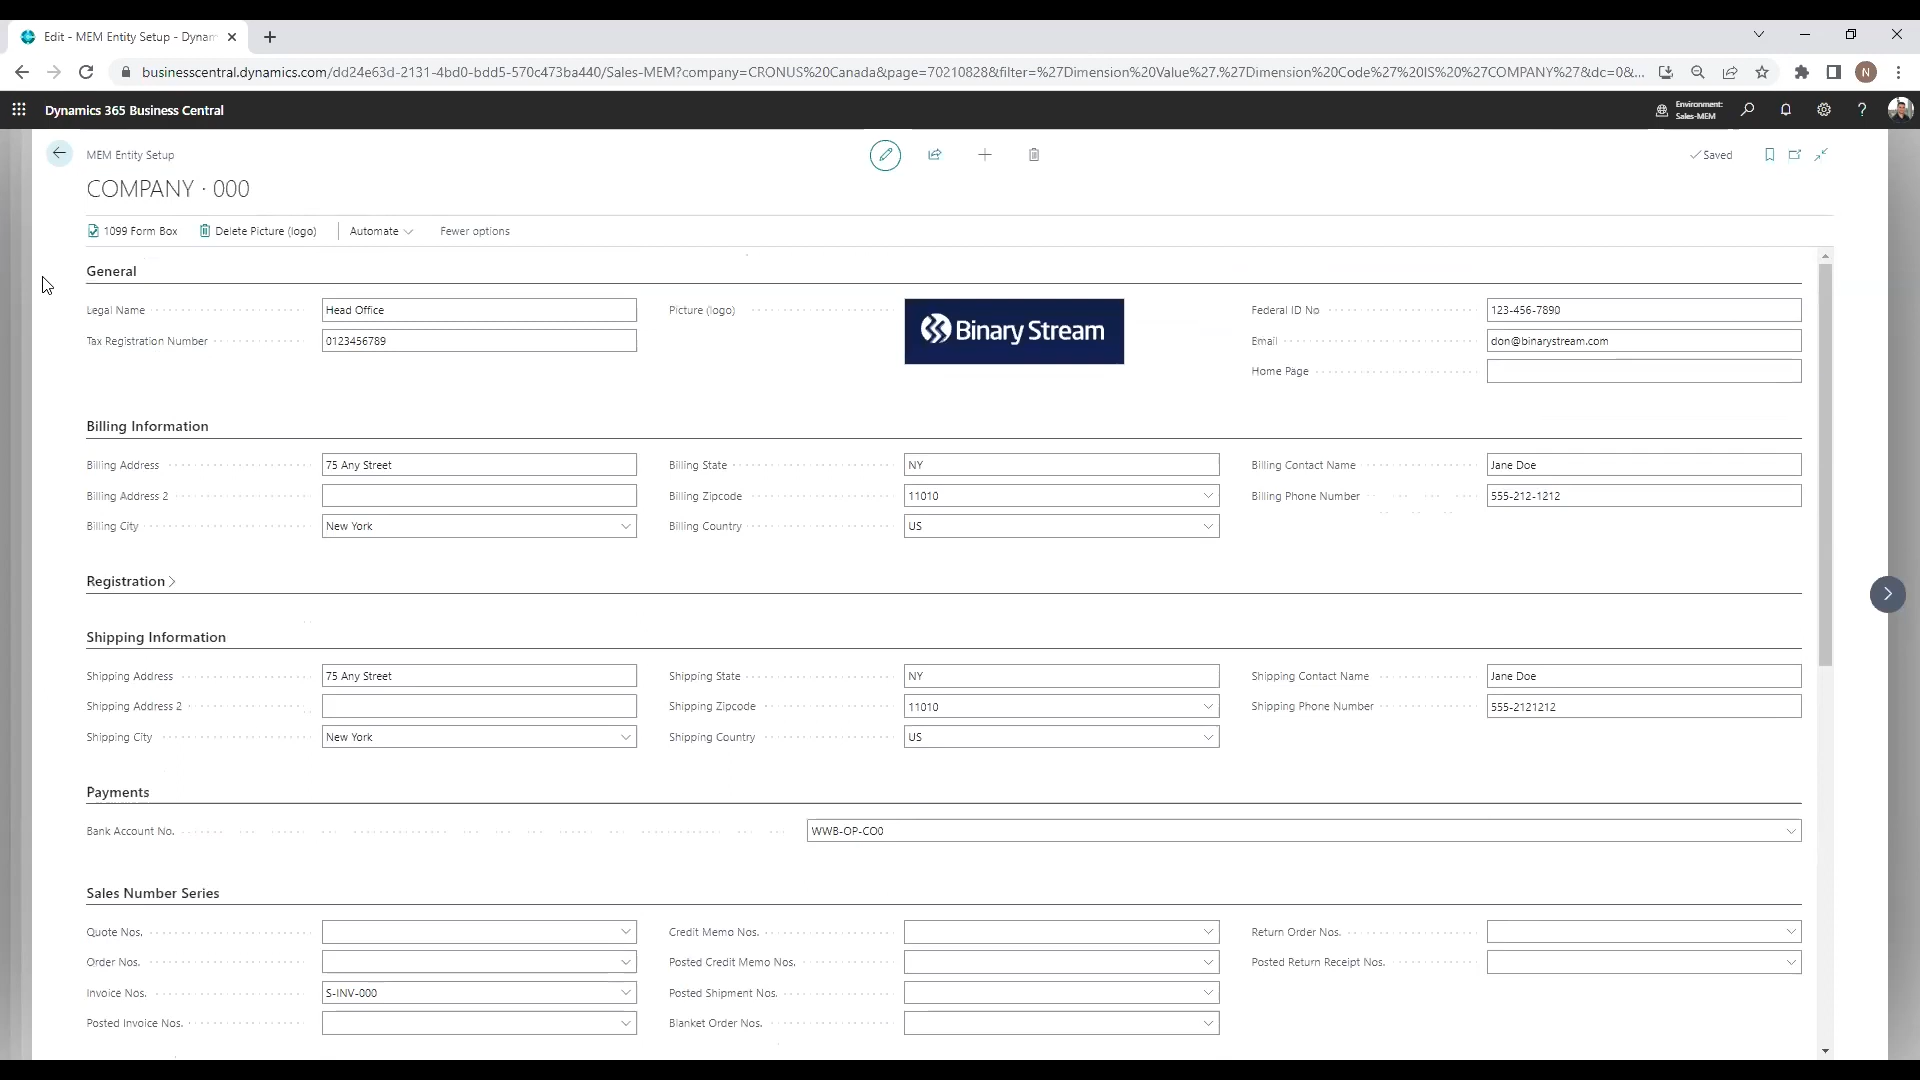 Edit - MEM Entity Setup - Dynam
businesscentral.dynamics.com/dd24e63d-2131-4bd0-bdd5-570c473ba440/Sales-MEM?company=CRONUS%20Canada&page=70210828&filter=%27Dimension%20Value%27.%27Dimension%20Code%27%20IS%20%27COMPANY%27&dc=0&...
N
Dynamics 365 Business Central
Environment:
Sales-MEM
?
MEM Entity Setup
Saved
COMPANY · 000
1099 Form Box Delete Picture (logo) Automate Fewer options
General
Legal Name Head Office Picture (logo) Binary Stream Federal ID No 123-456-7890
Tax Registration Number 0123456789 Email don@binarystream.com
Home Page
Billing Information
Billing Address 75 Any Street Billing State NY Billing Contact Name Jane Doe
Billing Address 2 Billing Zipcode 11010 Billing Phone Number 555-212-1212
Billing City New York Billing Country US
Registration
Shipping Information
Shipping Address 75 Any Street Shipping State NY Shipping Contact Name Jane Doe
Shipping Address 2 Shipping Zipcode 11010 Shipping Phone Number 555-2121212
Shipping City New York Shipping Country US
Payments
Bank Account No. WWB-OP-CO0
Sales Number Series
Quote Nos. Credit Memo Nos. Return Order Nos.
Order Nos. Posted Credit Memo Nos. Posted Return Receipt Nos.
Invoice Nos. S-INV-000 Posted Shipment Nos.
Posted Invoice Nos. Blanket Order Nos.